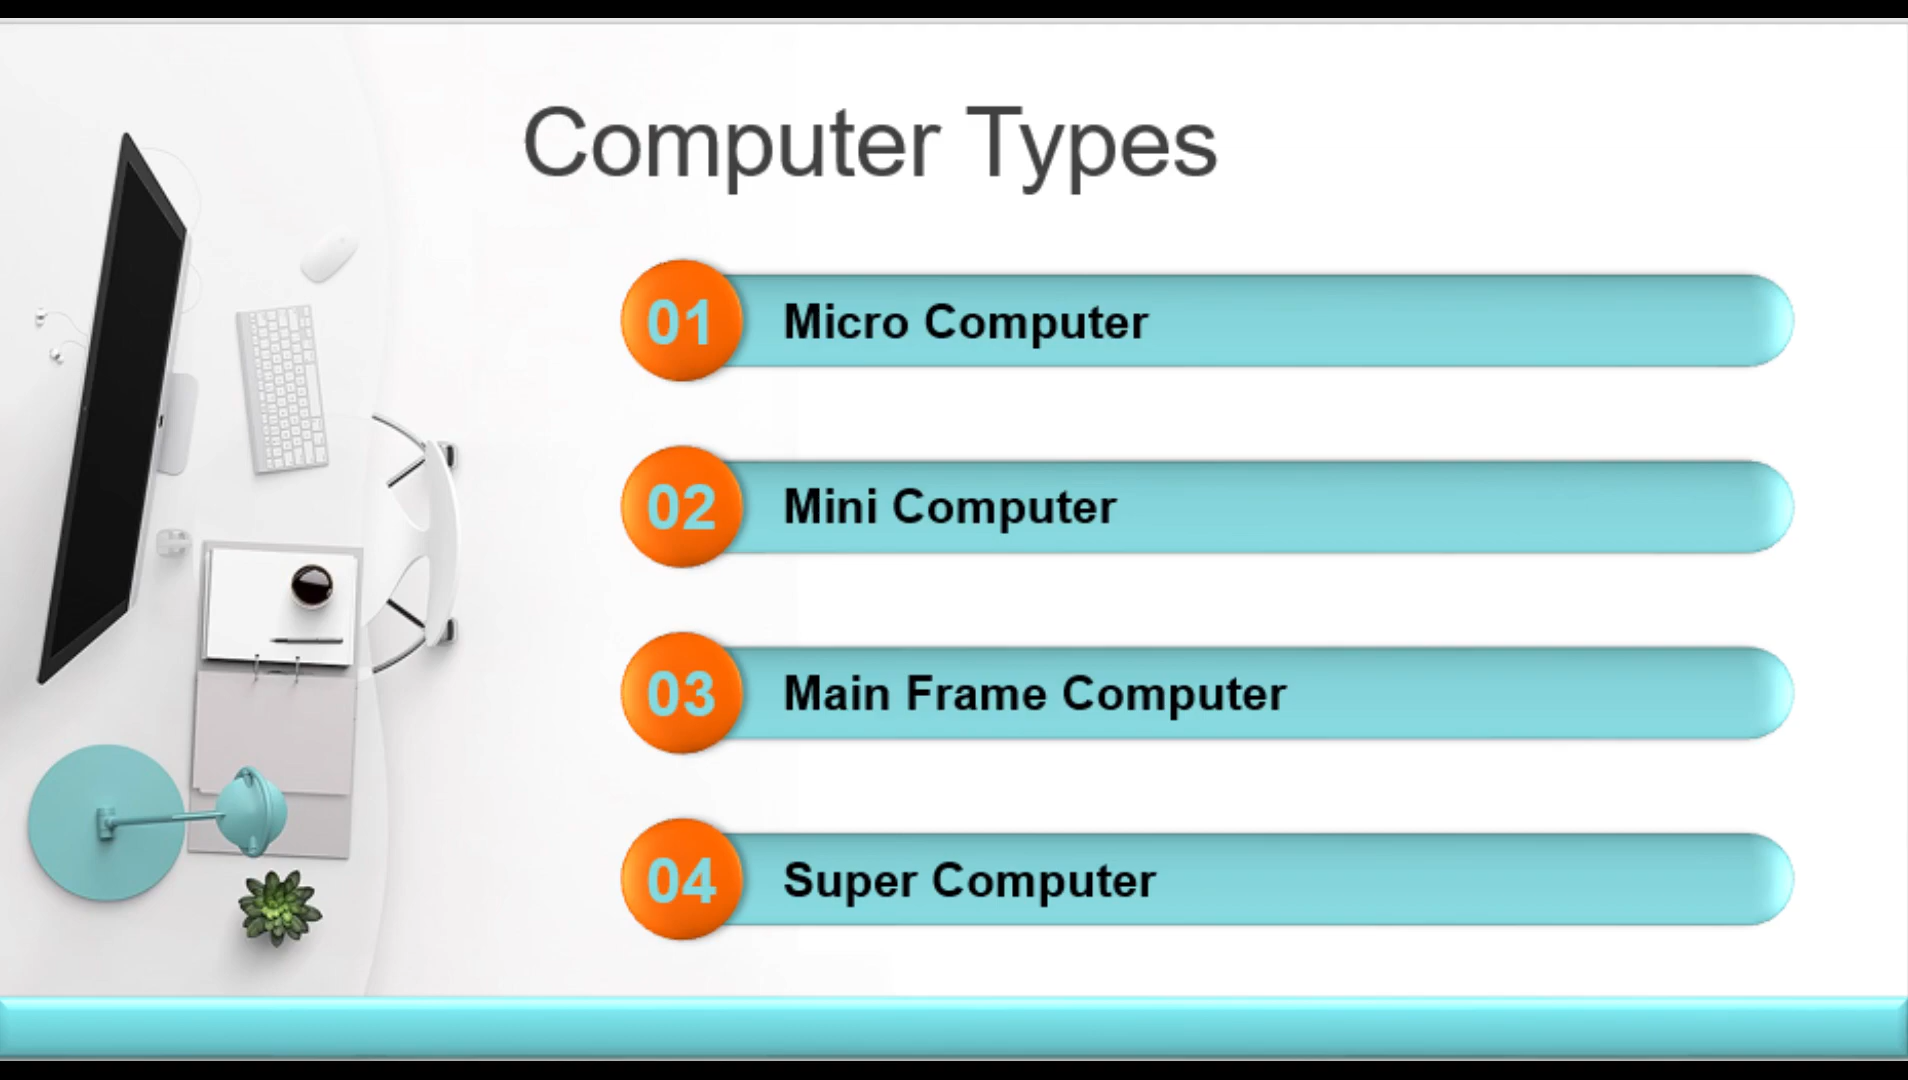 Computer Types
01 Micro Computer
02 Mini Computer
03 Main Frame Computer
04 Super Computer